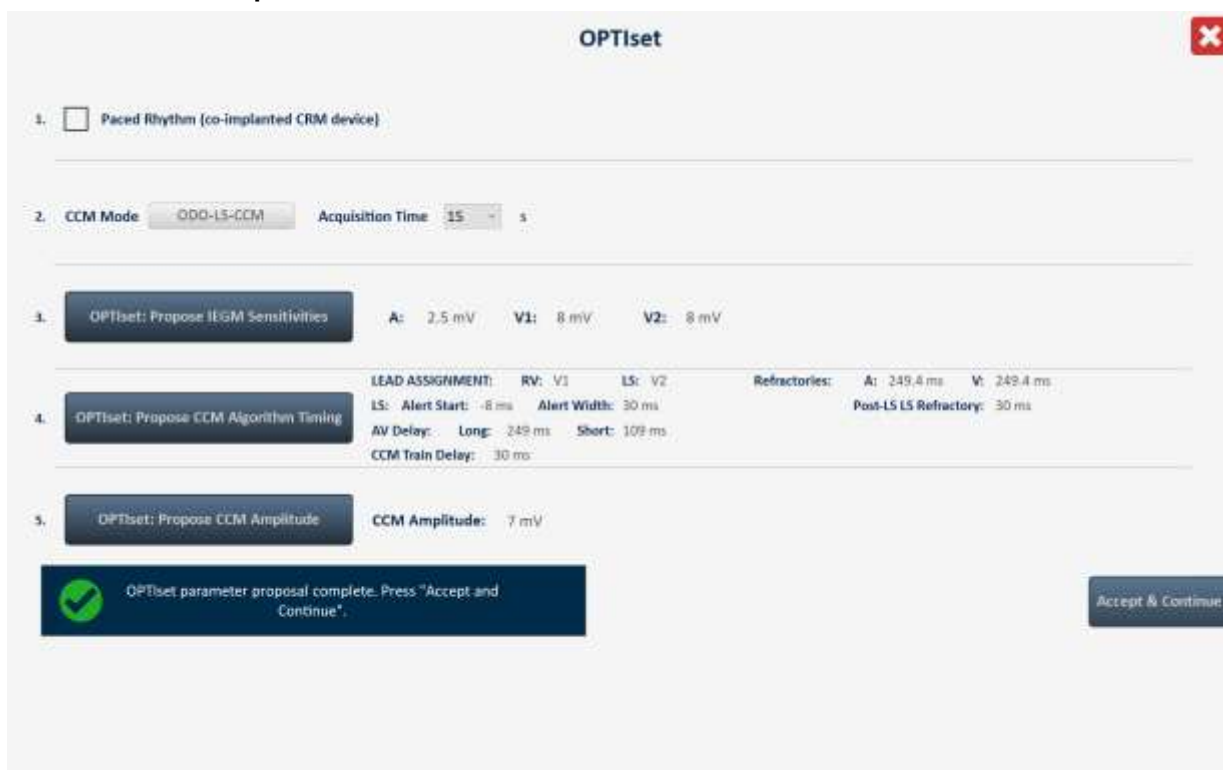 OPTIset
1. Paced Rhythm (co-implanted CRM device)
2. CCM Mode ODO-LS-CCM Acquisition Time 15 s
3. OPTIset: Propose IEGM Sensitivities A: 2.5 mV V1: 8 mV V2: 8 mV
LEAD ASSIGNMENT: RV: V1 LS: V2 Refractories: A: 249.4 ms V: 249.4 ms
4. OPTIset: Propose CCM Algorithm Timing LS: Alert Start: -8 ms Alert Width: 30 ms Post-LS LS Refractory: 30 ms
AV Delay: Long: 249 ms Short: 109 ms
CCM Train Delay: 30 ms
5. OPTIset: Propose CCM Amplitude CCM Amplitude: 7 mV
OPTIset parameter proposal complete. Press "Accept and
Continue".
Accept & Continue